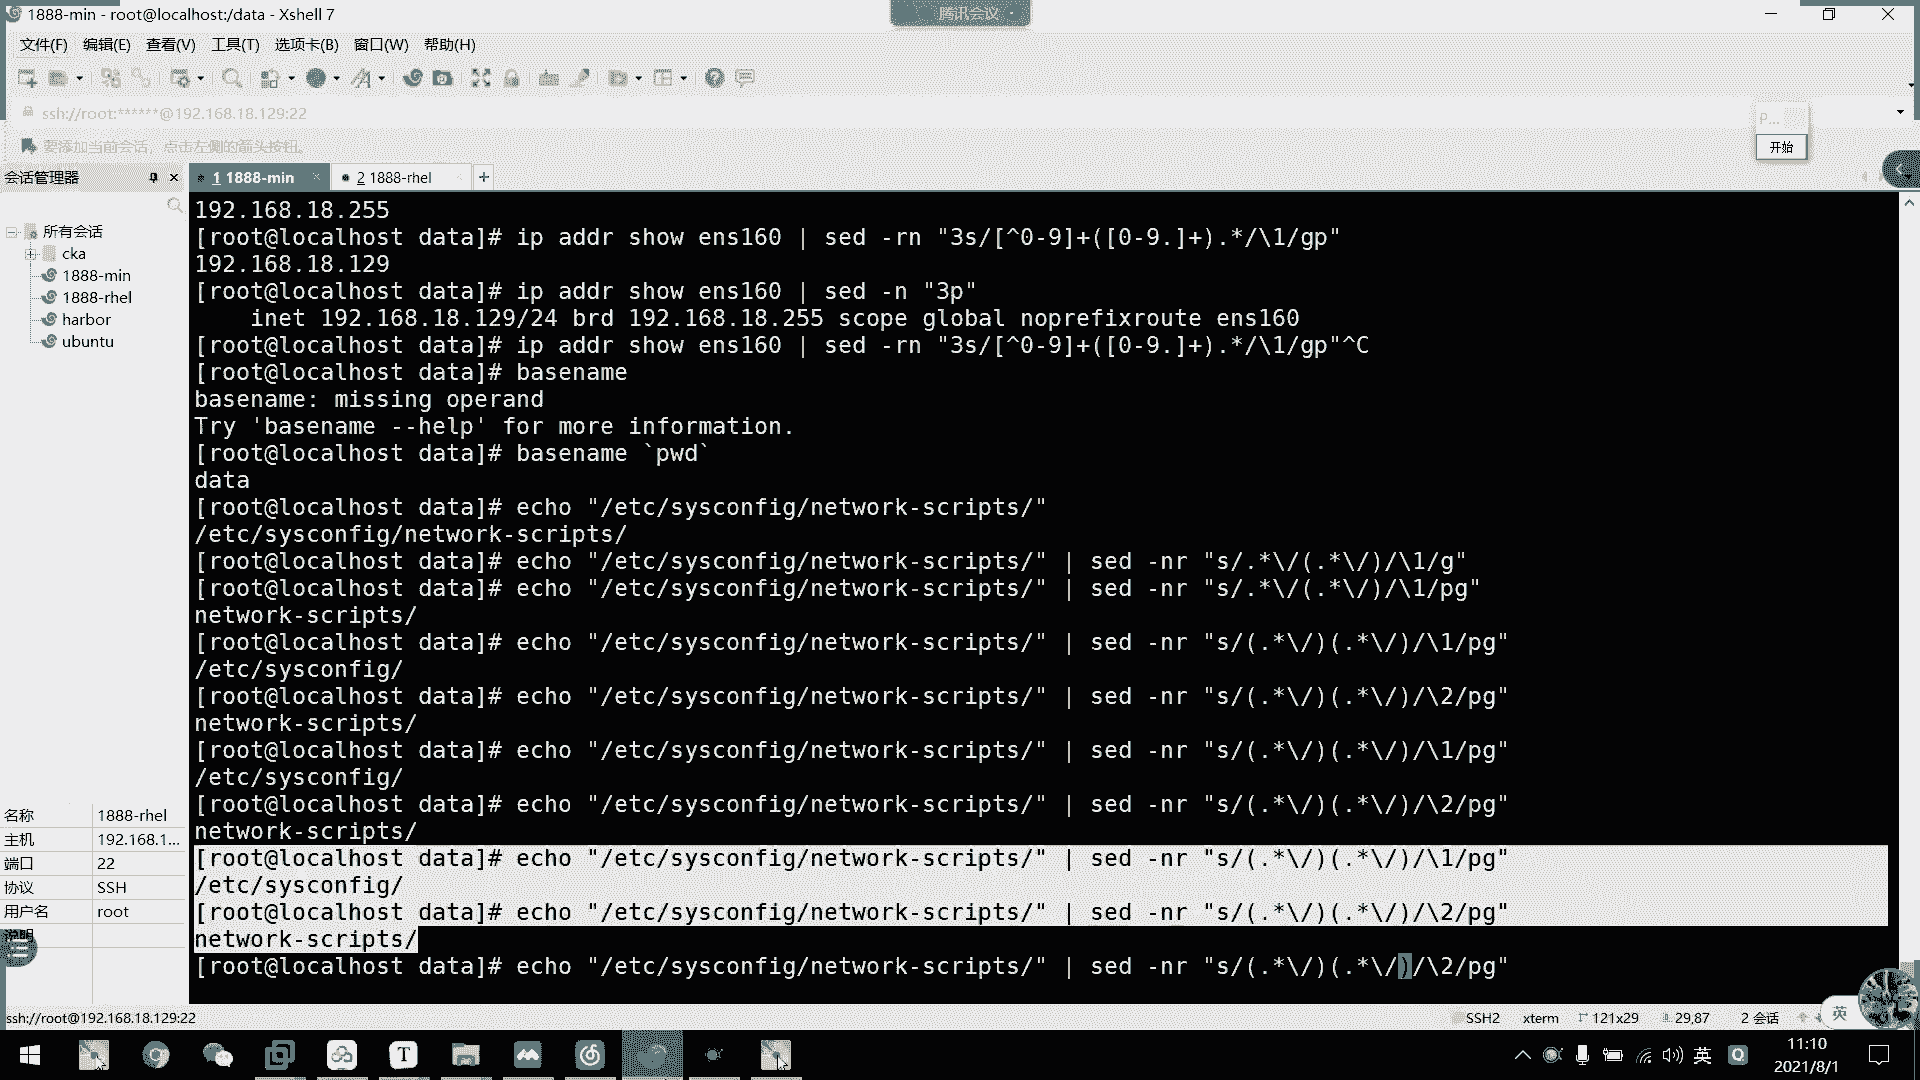 1888-min - root@localhost:/data - Xshell 7
腾讯会议
文件(F) 编辑(E) 查看(V) 工具(T) 选项卡(B) 窗口(W) 帮助(H)
ssh://root:******@192.168.18.129:22
P...
要添加当前会话，点击左侧的箭头按钮。
开始
会话管理器
1 1888-min
2 1888-rhel
所有会话
cka
1888-min
1888-rhel
harbor
ubuntu
192.168.18.255
[root@localhost data]# ip addr show ens160 | sed -rn "3s/[^0-9]+([0-9.]+).*/\1/gp"
192.168.18.129
[root@localhost data]# ip addr show ens160 | sed -n "3p"
    inet 192.168.18.129/24 brd 192.168.18.255 scope global noprefixroute ens160
[root@localhost data]# ip addr show ens160 | sed -rn "3s/[^0-9]+([0-9.]+).*/\1/gp"^C
[root@localhost data]# basename
basename: missing operand
Try 'basename --help' for more information.
[root@localhost data]# basename `pwd`
data
[root@localhost data]# echo "/etc/sysconfig/network-scripts/"
/etc/sysconfig/network-scripts/
[root@localhost data]# echo "/etc/sysconfig/network-scripts/" | sed -nr "s/.*\/(.*\/)/\1/g"
[root@localhost data]# echo "/etc/sysconfig/network-scripts/" | sed -nr "s/.*\/(.*\/)/\1/pg"
network-scripts/
[root@localhost data]# echo "/etc/sysconfig/network-scripts/" | sed -nr "s/(.*\/)(.*\/)/\1/pg"
/etc/sysconfig/
[root@localhost data]# echo "/etc/sysconfig/network-scripts/" | sed -nr "s/(.*\/)(.*\/)/\2/pg"
network-scripts/
[root@localhost data]# echo "/etc/sysconfig/network-scripts/" | sed -nr "s/(.*\/)(.*\/)/\1/pg"
/etc/sysconfig/
[root@localhost data]# echo "/etc/sysconfig/network-scripts/" | sed -nr "s/(.*\/)(.*\/)/\2/pg"
network-scripts/
[root@localhost data]# echo "/etc/sysconfig/network-scripts/" | sed -nr "s/(.*\/)(.*\/)/\1/pg"
/etc/sysconfig/
[root@localhost data]# echo "/etc/sysconfig/network-scripts/" | sed -nr "s/(.*\/)(.*\/)/\2/pg"
network-scripts/
[root@localhost data]# echo "/etc/sysconfig/network-scripts/" | sed -nr "s/(.*\/)(.*\/)/\2/pg"
名称 1888-rhel
主机 192.168.1...
端口 22
协议 SSH
用户名 root
说明
ssh://root@192.168.18.129:22
SSH2 xterm 121x29 29,87 2 会话
英
英
11:10
2021/8/1